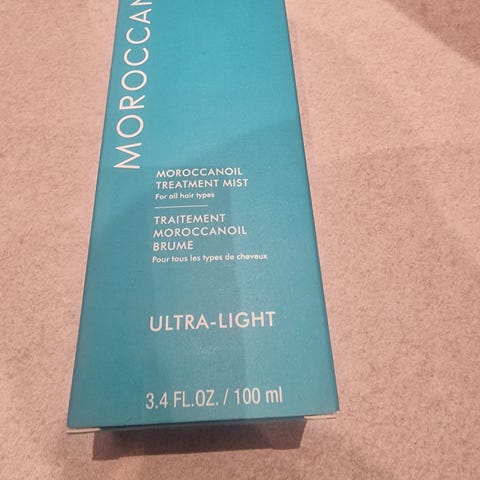 MOROCCAN
MOROCCANOIL
TREATMENT MIST
For all hair types
TRAITEMENT
MOROCCANOIL
BRUME
Pour tous les types de cheveux
ULTRA-LIGHT
3.4 FL.OZ. / 100 ml